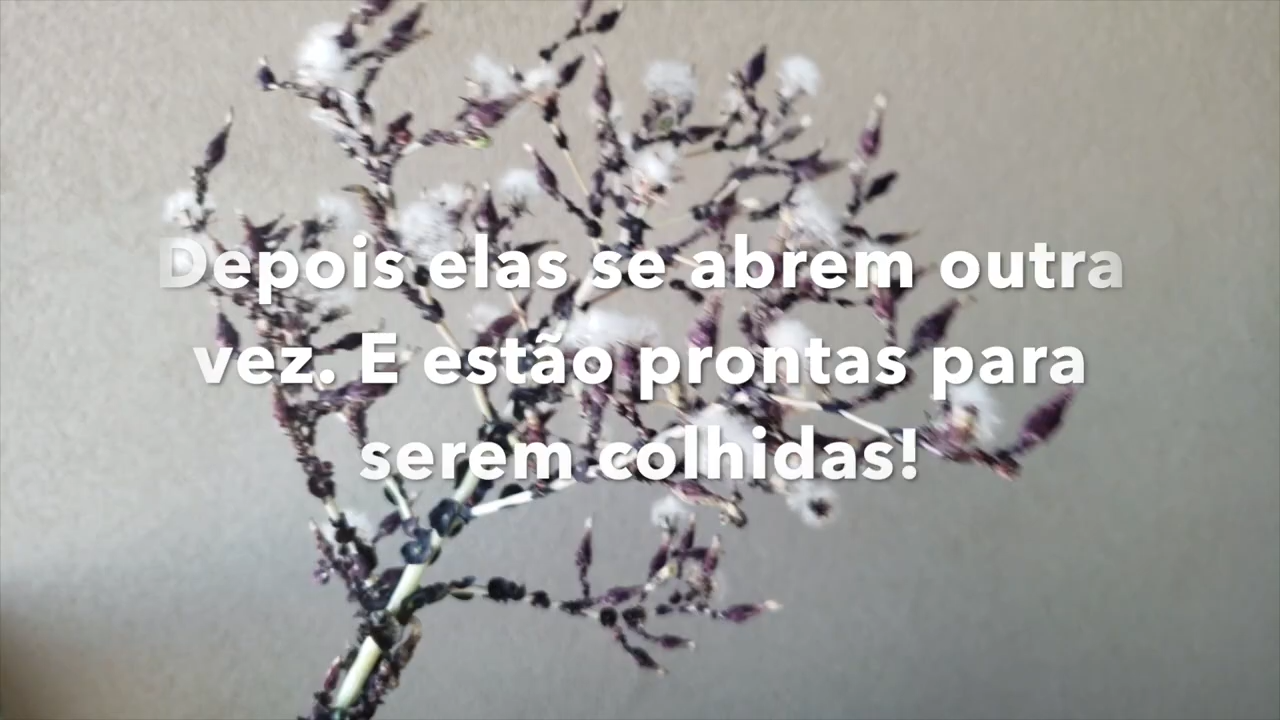 Depois elas se abrem outra
vez. E estão prontas para
serem colhidas!